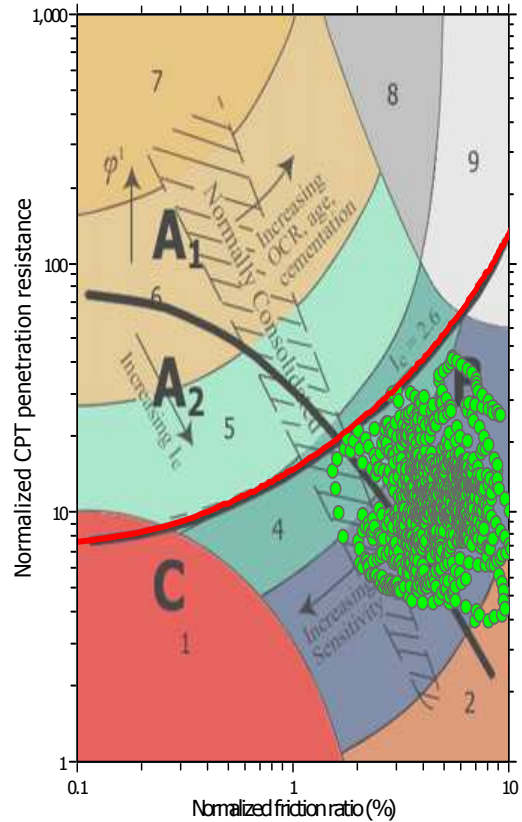 1,000
7
8
9
φ'
Normally Consolidated
Increasing
OCR, age,
cementation
A1
100
6
Ic = 2.6
A2
Increasing Ic
5
10
4
C
1
Increasing
Sensitivity
2
1
0.1
1
10
Normalized friction ratio (%)
Normalized CPT penetration resistance